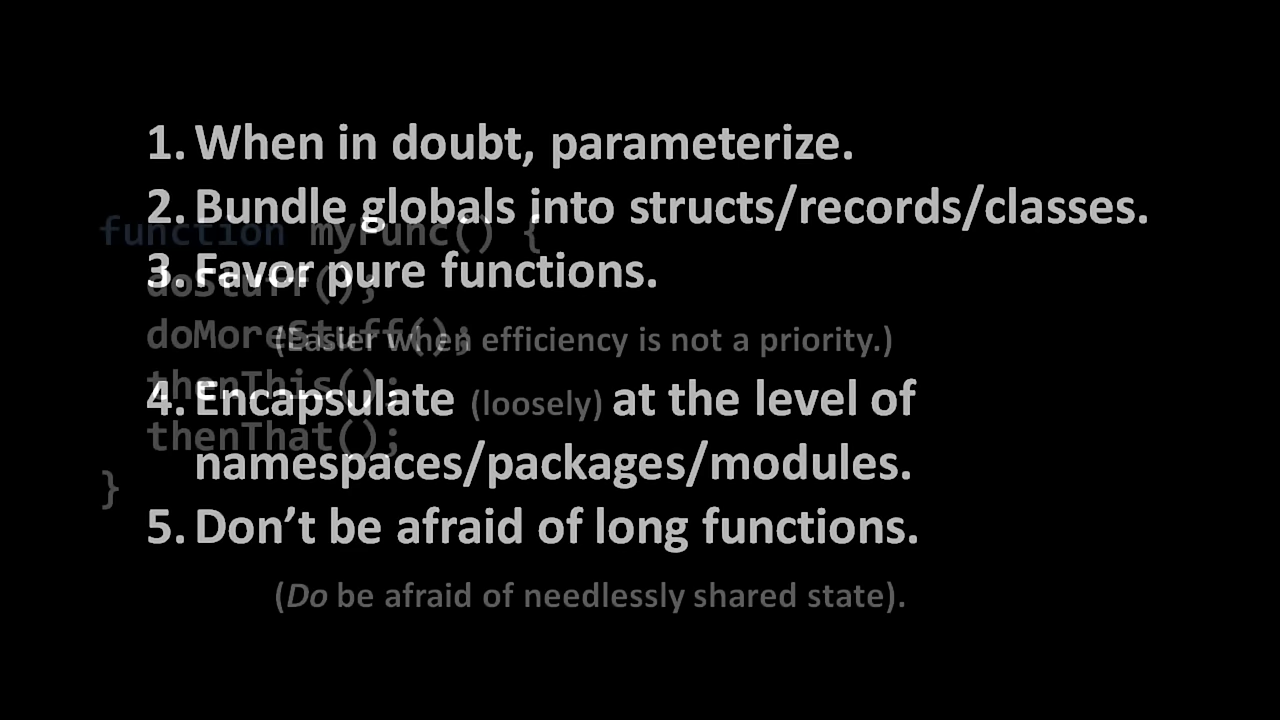 1. When in doubt, parameterize.
2. Bundle globals into structs/records/classes.
function myFunc() {
3. Favor pure functions.
doStuff();
doMoreStuff();
(Easier when efficiency is not a priority.)
thenThis();
4. Encapsulate (loosely) at the level of
thenThat();
namespaces/packages/modules.
}
5. Don’t be afraid of long functions.
(Do be afraid of needlessly shared state).